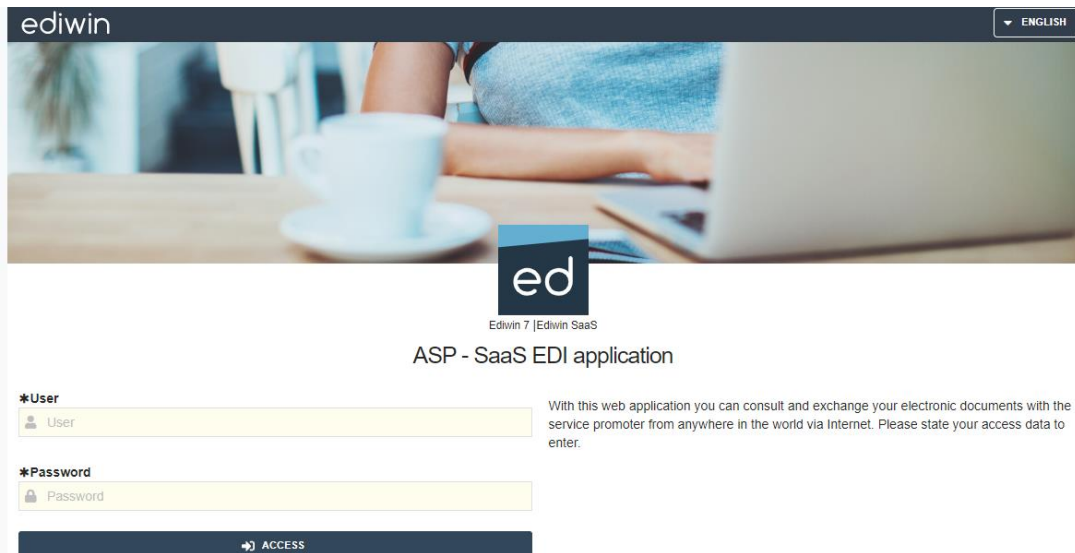 ediwin
ENGLISH
ed
Ediwin 7 |Ediwin SaaS
ASP - SaaS EDI application
✱User
User
✱Password
Password
ACCESS
With this web application you can consult and exchange your electronic documents with the
service promoter from anywhere in the world via Internet. Please state your access data to
enter.